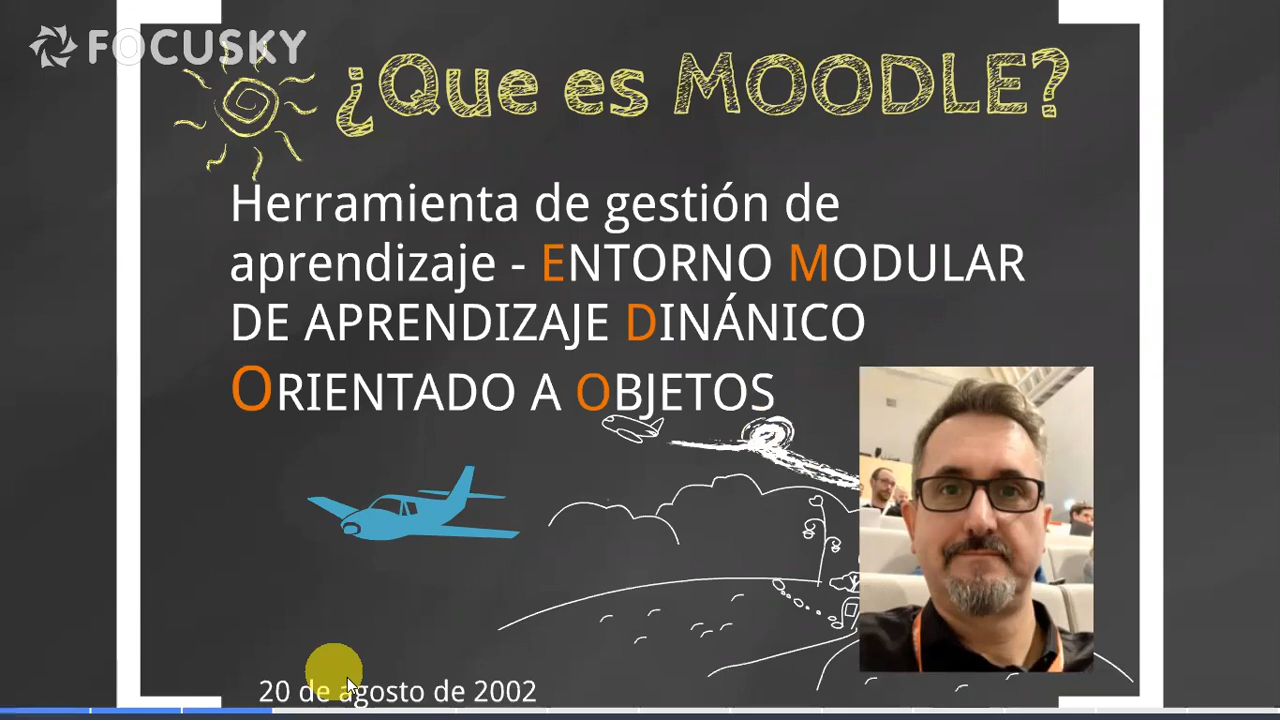 FOCUSKY
¿Que es MOODLE?
Herramienta de gestión de
aprendizaje - ENTORNO MODULAR
DE APRENDIZAJE DINÁNICO
ORIENTADO A OBJETOS
20 de agosto de 2002